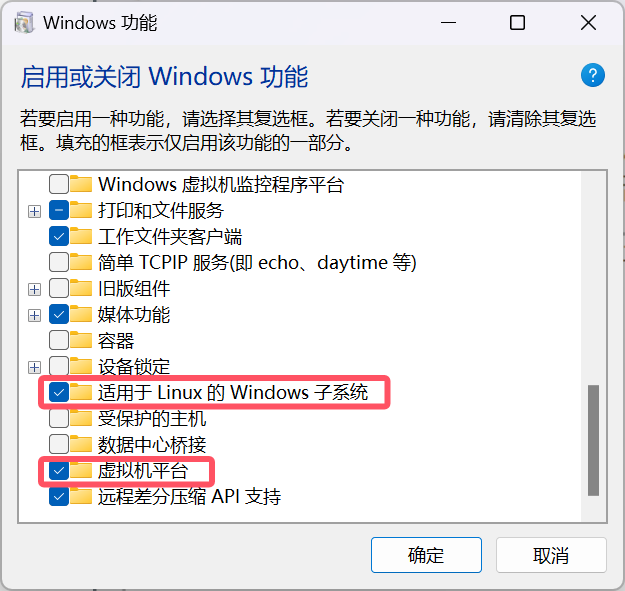 Windows 功能
启用或关闭 Windows 功能
?
若要启用一种功能，请选择其复选框。若要关闭一种功能，请清除其复选
框。填充的框表示仅启用该功能的一部分。
Windows 虚拟机监控程序平台
打印和文件服务
工作文件夹客户端
简单 TCPIP 服务(即 echo、daytime 等)
旧版组件
媒体功能
容器
设备锁定
适用于 Linux 的 Windows 子系统
受保护的主机
数据中心桥接
虚拟机平台
远程差分压缩 API 支持
确定
取消